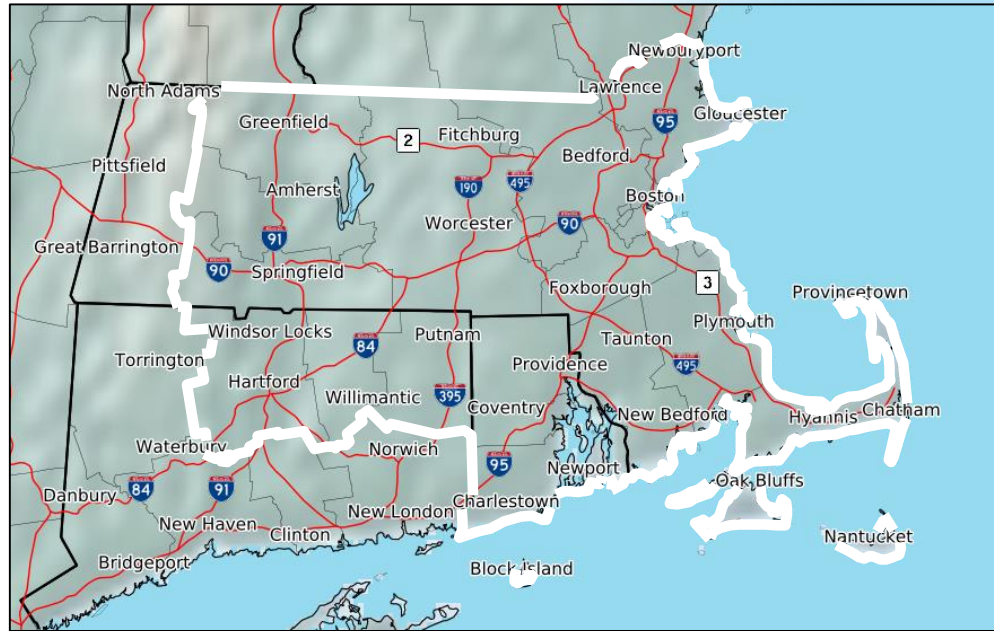 Newburyport
North Adams
Lawrence
Gloucester
Greenfield
95
2
Fitchburg
Bedford
Pittsfield
Amherst
190
495
Boston
Worcester
90
91
Great Barrington
90
Springfield
3
Foxborough
Provincetown
Windsor Locks
Putnam
Plymouth
Taunton
84
Torrington
Providence
495
Hartford
395
Willimantic
Coventry
New Bedford
Hyannis
Chatham
Waterbury
Norwich
95
Newport
Oak Bluffs
Danbury
84
91
Charlestown
New London
New Haven
Clinton
Nantucket
Bridgeport
Block Island